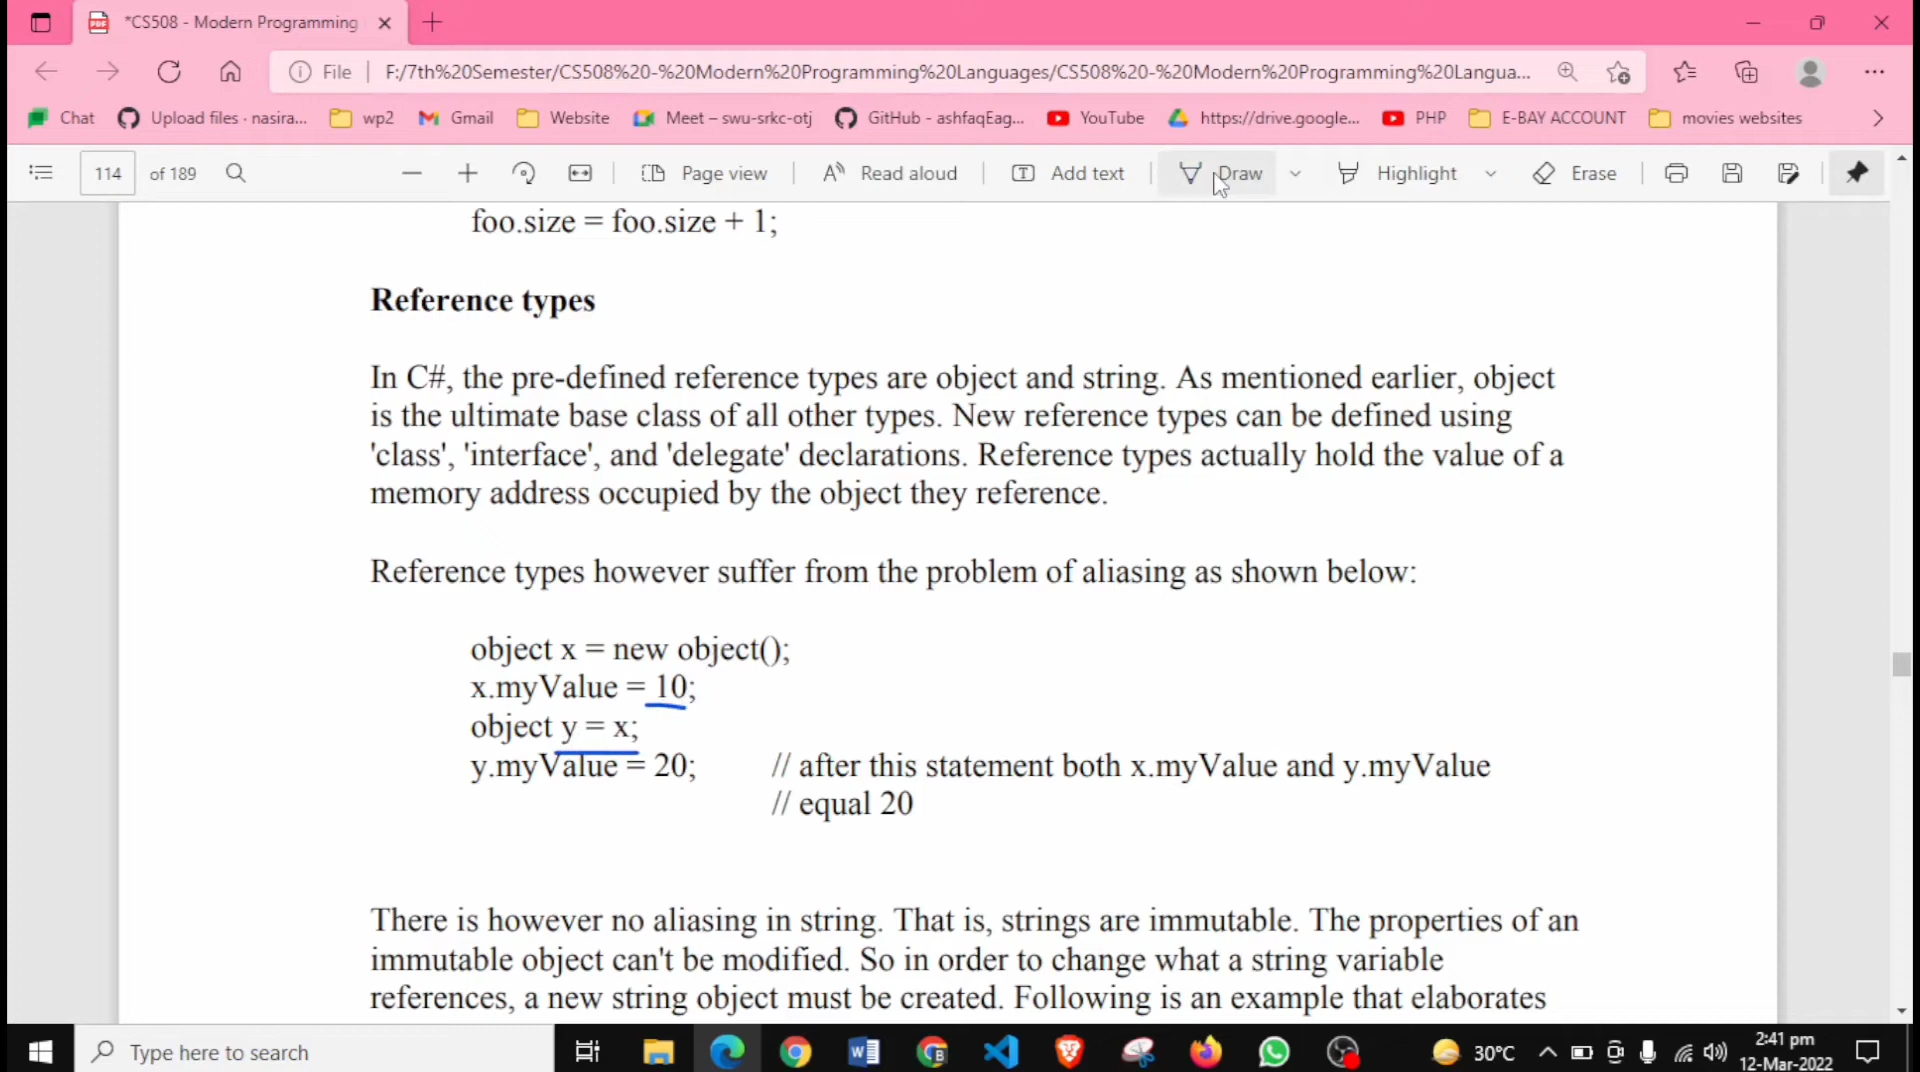 *CS508 - Modern Programming
File
F:/7th%20Semester/CS508%20-%20Modern%20Programming%20Languages/CS508%20-%20Modern%20Programming%20Langua...
Chat
Upload files · nasira...
wp2
Gmail
Website
Meet – swu-srkc-otj
GitHub - ashfaqEag...
YouTube
https://drive.google...
PHP
E-BAY ACCOUNT
movies websites
114 of 189
Page view
Read aloud
Add text
Draw
Highlight
Erase
foo.size = foo.size + 1;
Reference types
In C#, the pre-defined reference types are object and string. As mentioned earlier, object
is the ultimate base class of all other types. New reference types can be defined using
'class', 'interface', and 'delegate' declarations. Reference types actually hold the value of a
memory address occupied by the object they reference.
Reference types however suffer from the problem of aliasing as shown below:
object x = new object();
x.myValue = 10;
object y = x;
y.myValue = 20; // after this statement both x.myValue and y.myValue
// equal 20
There is however no aliasing in string. That is, strings are immutable. The properties of an
immutable object can't be modified. So in order to change what a string variable
references, a new string object must be created. Following is an example that elaborates
Type here to search
30°C
2:41 pm
12-Mar-2022